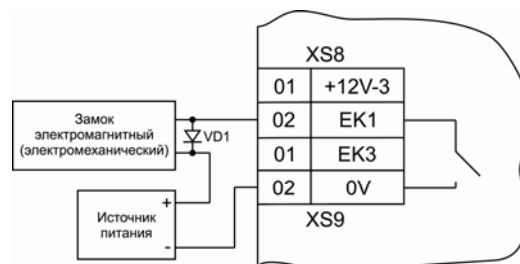 XS8
01 +12V-3
02 EK1
01 EK3
02 0V
XS9
Замок
электромагнитный
(электромеханический)
VD1
Источник
питания
+
-